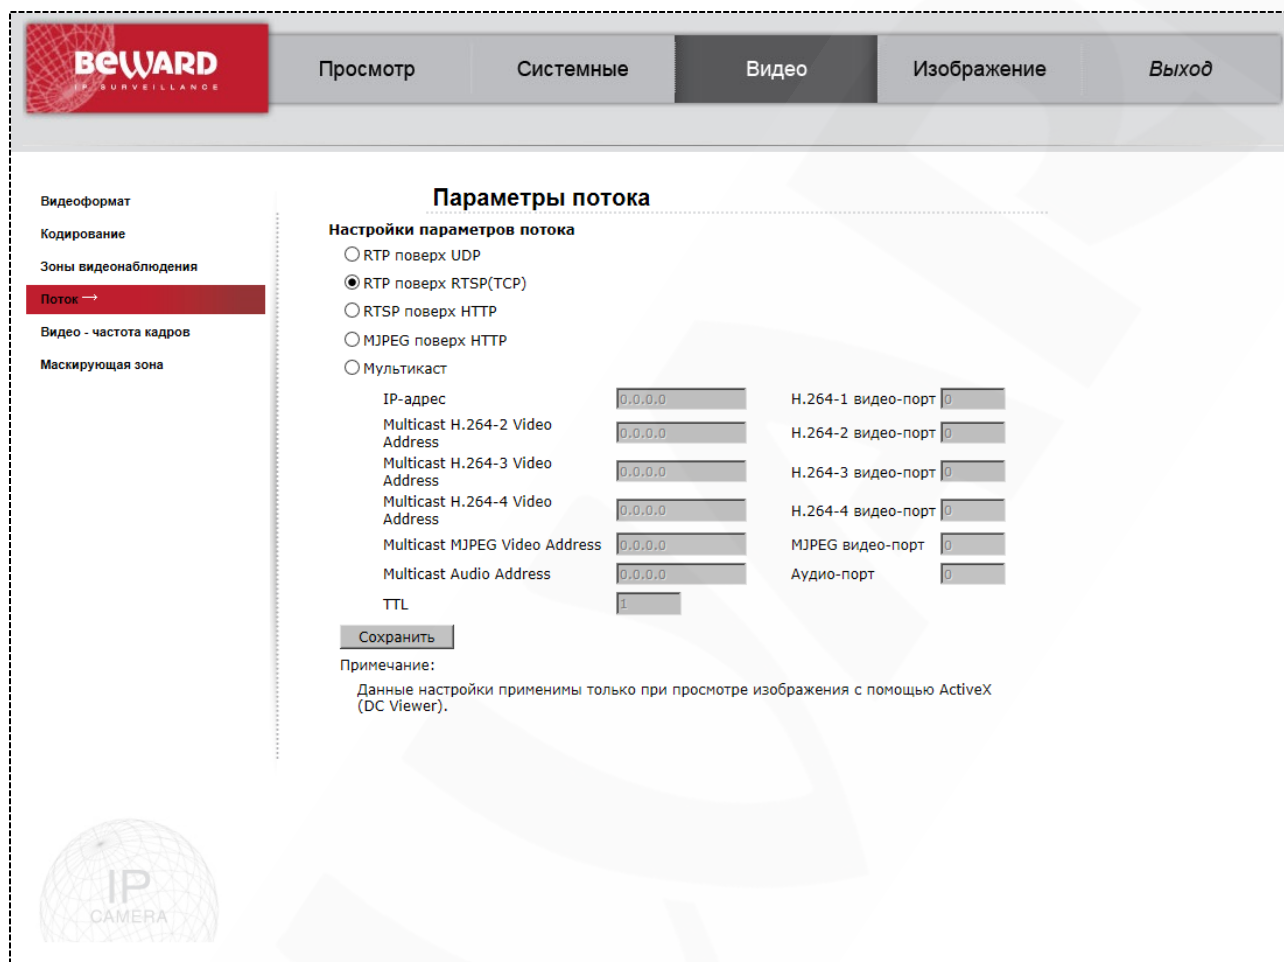 BEWARD
IP SURVEILLANCE
Просмотр
Системные
Видео
Изображение
Выход
Видеоформат
Кодирование
Зоны видеонаблюдения
Поток →
Видео - частота кадров
Маскирующая зона
Параметры потока
Настройки параметров потока
RTP поверх UDP
RTP поверх RTSP(TCP)
RTSP поверх HTTP
MJPEG поверх HTTP
Мультикаст
IP-адрес 0.0.0.0 H.264-1 видео-порт 0
Multicast H.264-2 Video
Address 0.0.0.0 H.264-2 видео-порт 0
Multicast H.264-3 Video
Address 0.0.0.0 H.264-3 видео-порт 0
Multicast H.264-4 Video
Address 0.0.0.0 H.264-4 видео-порт 0
Multicast MJPEG Video Address 0.0.0.0 MJPEG видео-порт 0
Multicast Audio Address 0.0.0.0 Аудио-порт 0
TTL 1
Сохранить
Примечание:
Данные настройки применимы только при просмотре изображения с помощью ActiveX
(DC Viewer).
IP
CAMERA